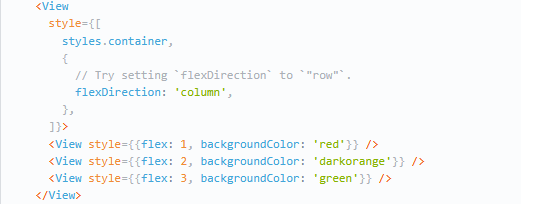 <View
style={[
styles.container,
{
// Try setting `flexDirection` to `"row"`.
flexDirection: 'column',
},
]}>
<View style={{flex: 1, backgroundColor: 'red'}} />
<View style={{flex: 2, backgroundColor: 'darkorange'}} />
<View style={{flex: 3, backgroundColor: 'green'}} />
</View>